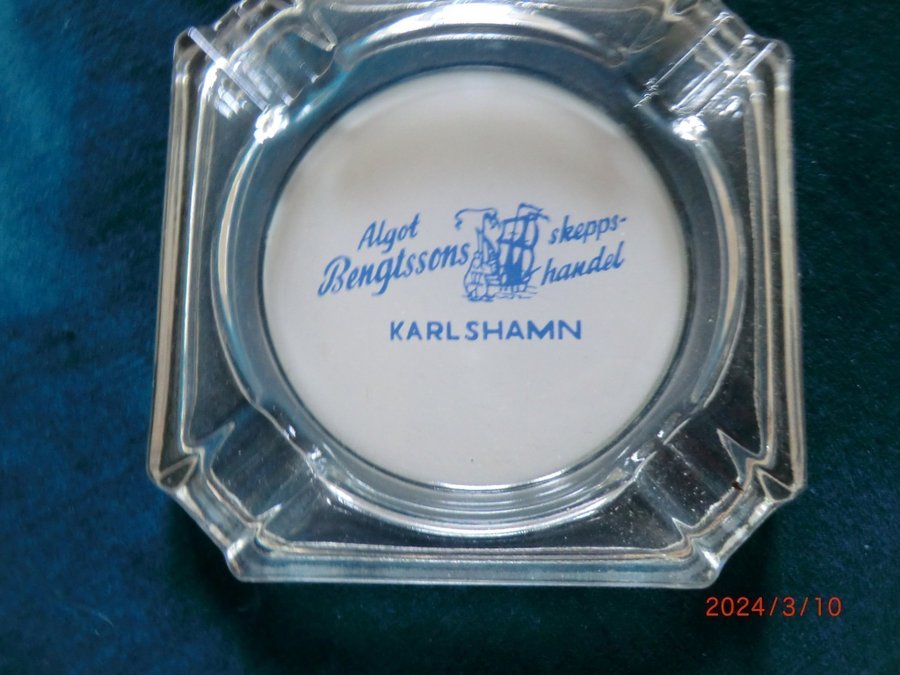 Algot
Bengtssons
skepps-
handel
KARLSHAMN
2024/3/10